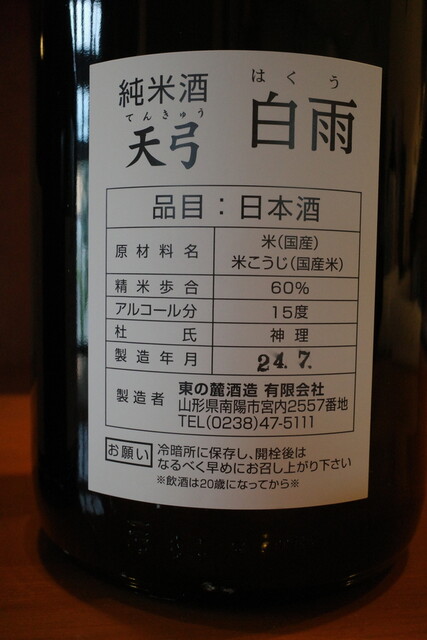 純米酒
てんきゅう
天弓
はくう
白雨
品目：日本酒
原材料名 米(国産)
米こうじ(国産米)
精米歩合 60%
アルコール分 15度
杜氏 神理
製造年月 24.7.
製造者 東の麓酒造 有限会社
山形県南陽市宮内2557番地
TEL(0238)47-5111
お願い 冷暗所に保存し、開栓後は
なるべく早めにお召し上がり下さい
※飲酒は20歳になってから※